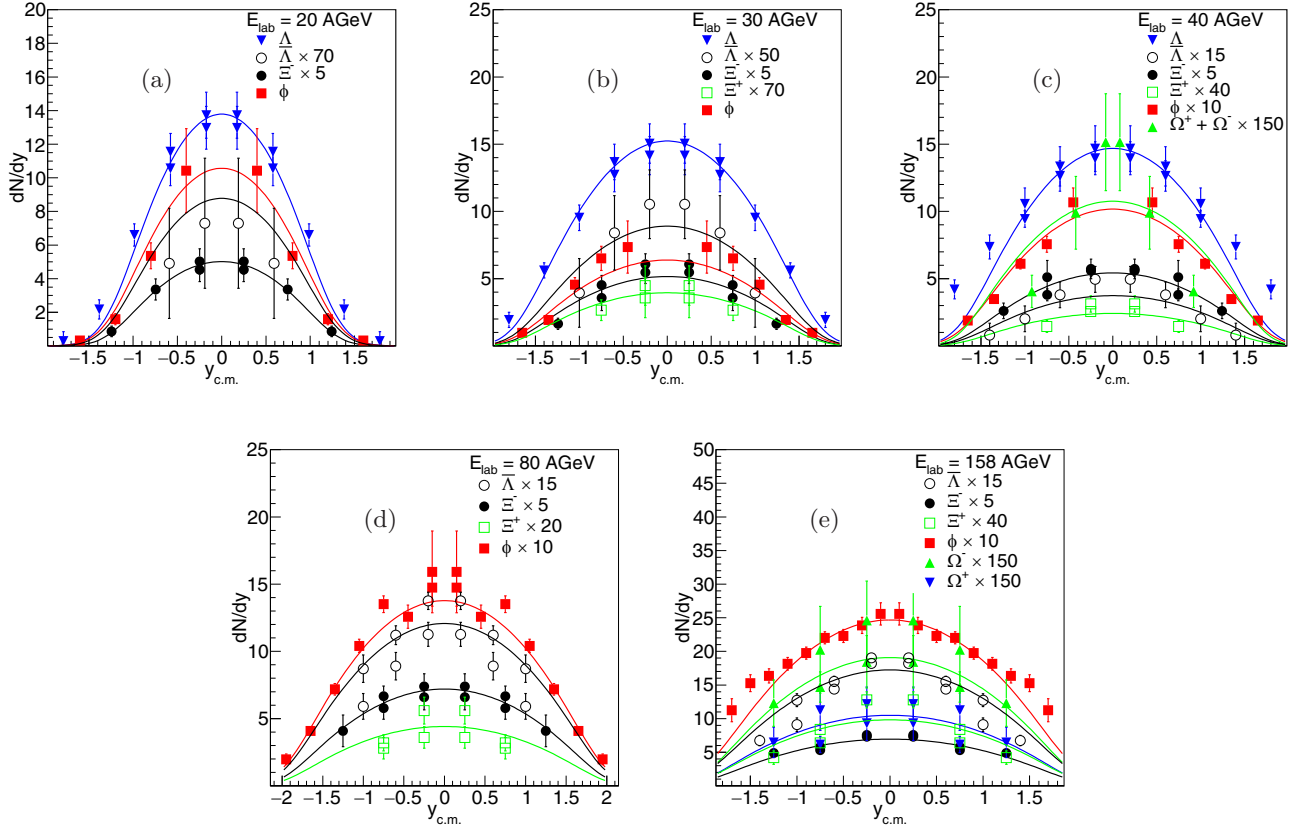 E_lab = 20 AGeV
Λ
Λ̅ × 70
Ξ⁻ × 5
ϕ
(a)
dN/dy
20
18
16
14
12
10
8
6
4
2
−1.5 −1 −0.5 0 0.5 1 1.5
y_c.m.
E_lab = 30 AGeV
Λ
Λ̅ × 50
Ξ⁻ × 5
Ξ⁺ × 70
ϕ
(b)
dN/dy
25
20
15
10
5
−1.5 −1 −0.5 0 0.5 1 1.5
y_c.m.
E_lab = 40 AGeV
Λ
Λ̅ × 15
Ξ⁻ × 5
Ξ⁺ × 40
ϕ × 10
Ω⁺ + Ω⁻ × 150
(c)
dN/dy
25
20
15
10
5
−1.5 −1 −0.5 0 0.5 1 1.5
y_c.m.
E_lab = 80 AGeV
Λ̅ × 15
Ξ⁻ × 5
Ξ⁺ × 20
ϕ × 10
(d)
dN/dy
25
20
15
10
5
−2 −1.5 −1 −0.5 0 0.5 1 1.5 2
y_c.m.
E_lab = 158 AGeV
Λ̅ × 15
Ξ⁻ × 5
Ξ⁺ × 40
ϕ × 10
Ω⁻ × 150
Ω⁺ × 150
(e)
dN/dy
50
45
40
35
30
25
20
15
10
5
−1.5 −1 −0.5 0 0.5 1 1.5
y_c.m.